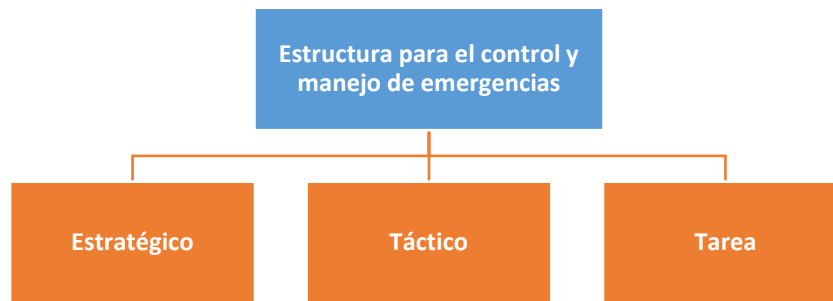 Estructura para el control y
manejo de emergencias
Estratégico
Táctico
Tarea